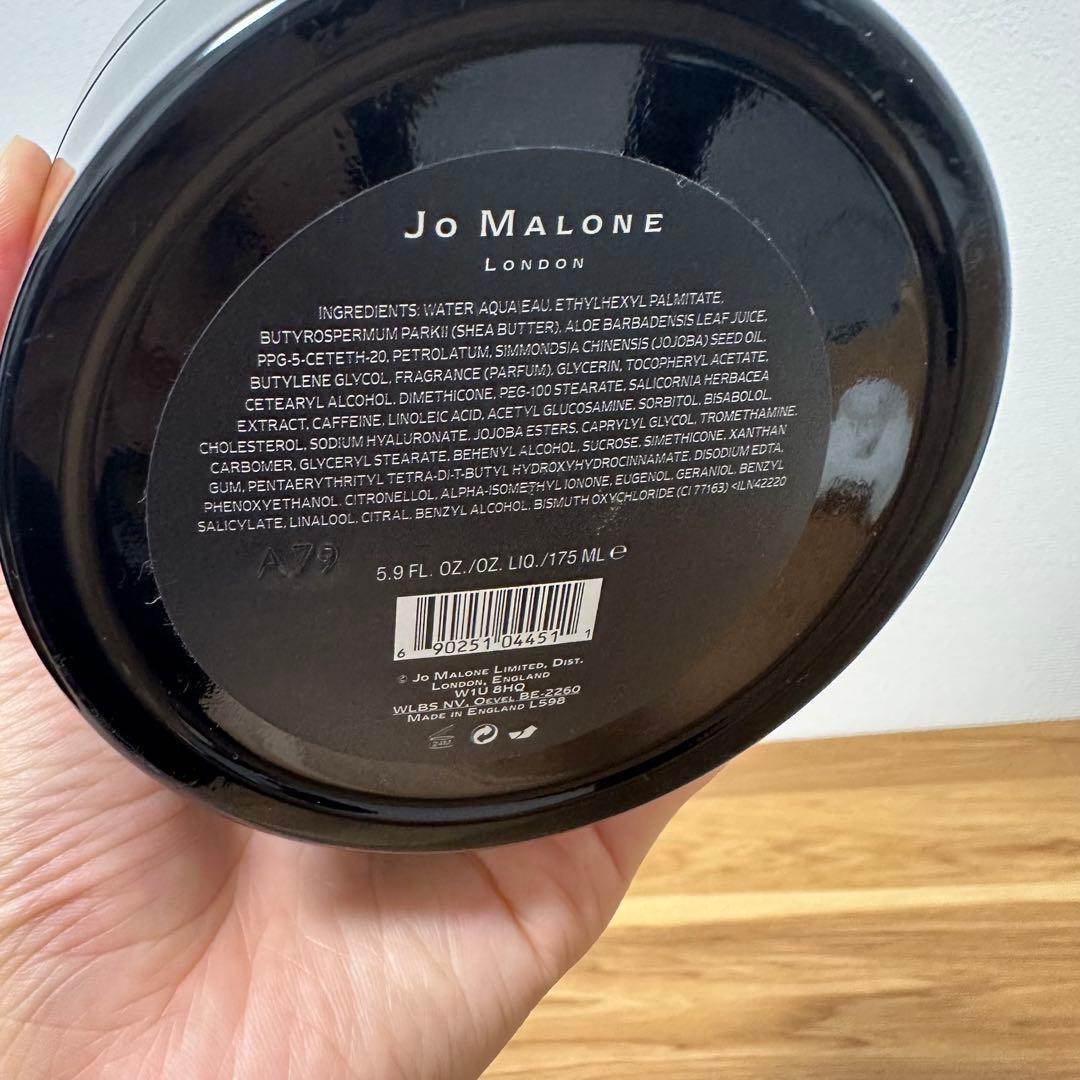 JO MALONE
LONDON
INGREDIENTS: WATER\AQUA\EAU, ETHYLHEXYL PALMITATE,
BUTYROSPERMUM PARKII (SHEA BUTTER), ALOE BARBADENSIS LEAF JUICE,
PPG-5-CETETH-20, PETROLATUM, SIMMONDSIA CHINENSIS (JOJOBA) SEED OIL,
BUTYLENE GLYCOL, FRAGRANCE (PARFUM), GLYCERIN, TOCOPHERYL ACETATE,
CETEARYL ALCOHOL, DIMETHICONE, PEG-100 STEARATE, SALICORNIA HERBACEA
EXTRACT, CAFFEINE, LINOLEIC ACID, ACETYL GLUCOSAMINE, SORBITOL, BISABOLOL,
CHOLESTEROL, SODIUM HYALURONATE, JOJOBA ESTERS, CAPRYLYL GLYCOL, TROMETHAMINE,
CARBOMER, GLYCERYL STEARATE, BEHENYL ALCOHOL, SUCROSE, SIMETHICONE, XANTHAN
GUM, PENTAERYTHRITYL TETRA-DI-T-BUTYL HYDROXYHYDROCINNAMATE, DISODIUM EDTA,
PHENOXYETHANOL, CITRONELLOL, ALPHA-ISOMETHYL IONONE, EUGENOL, GERANIOL, BENZYL
SALICYLATE, LINALOOL, CITRAL, BENZYL ALCOHOL, BISMUTH OXYCHLORIDE (CI 77163) <ILN42220
A79
5.9 FL. OZ./OZ. LIQ./175 ML ℮
6 90251 04451 1
© JO MALONE LIMITED, DIST.
LONDON, ENGLAND
W1U 8HQ
WLBS NV, OEVEL BE-2260
MADE IN ENGLAND L598
24M